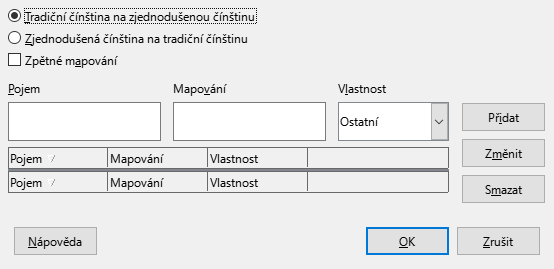 Tradiční čínština na zjednodušenou čínštinu
Zjednodušená čínština na tradiční čínštinu
Zpětné mapování
Pojem Mapování Vlastnost
Ostatní Přidat
Pojem / Mapování Vlastnost Změnit
Pojem / Mapování Vlastnost Smazat
Nápověda OK Zrušit